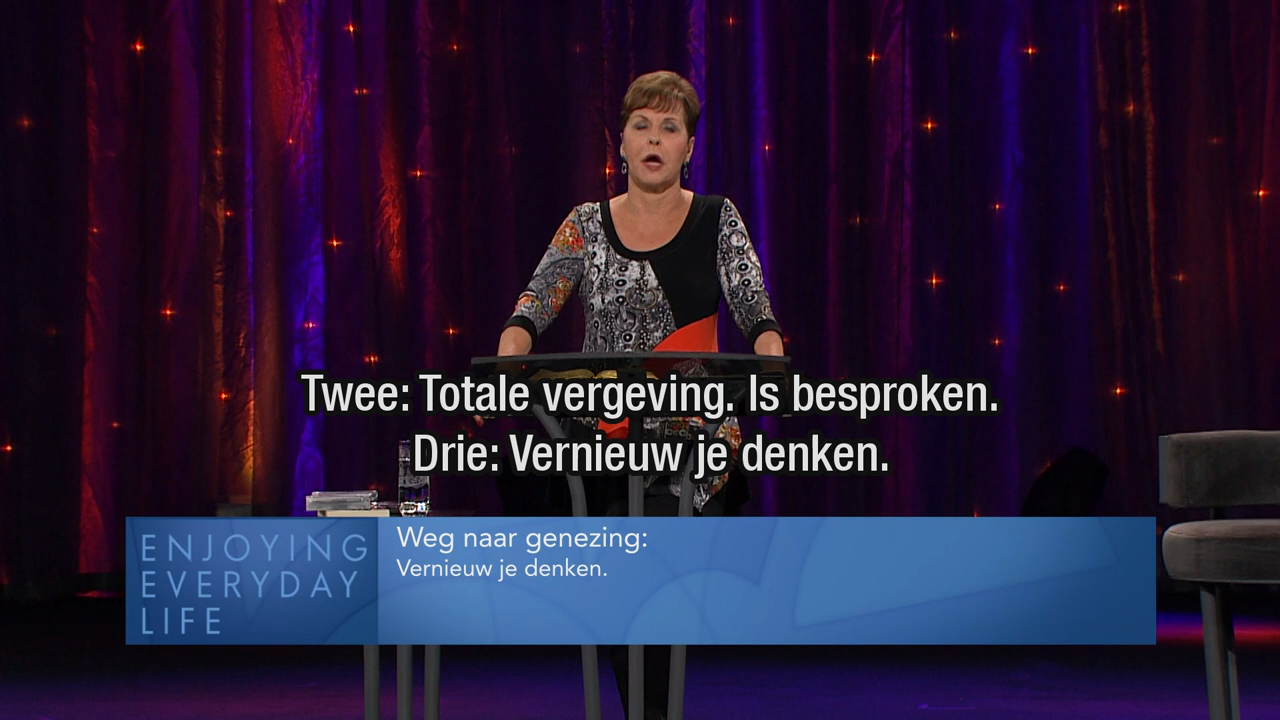 Twee: Totale vergeving. Is besproken.
Drie: Vernieuw je denken.
ENJOYING
EVERYDAY
LIFE
Weg naar genezing:
Vernieuw je denken.